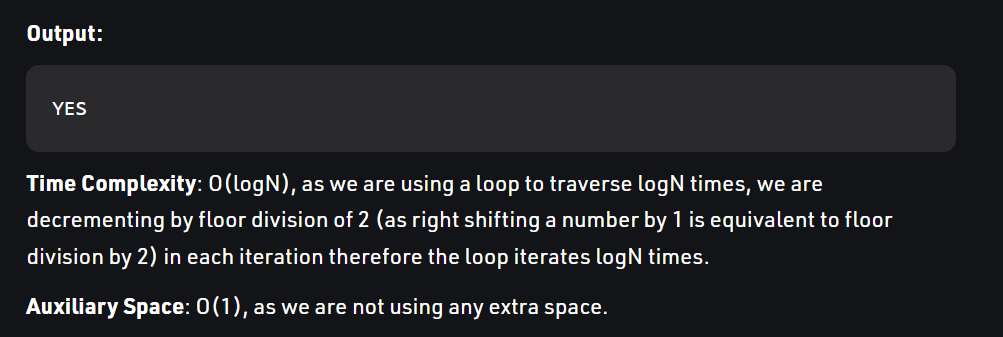 Output:
YES
Time Complexity: O(logN), as we are using a loop to traverse logN times, we are
decrementing by floor division of 2 (as right shifting a number by 1 is equivalent to floor
division by 2) in each iteration therefore the loop iterates logN times.
Auxiliary Space: O(1), as we are not using any extra space.